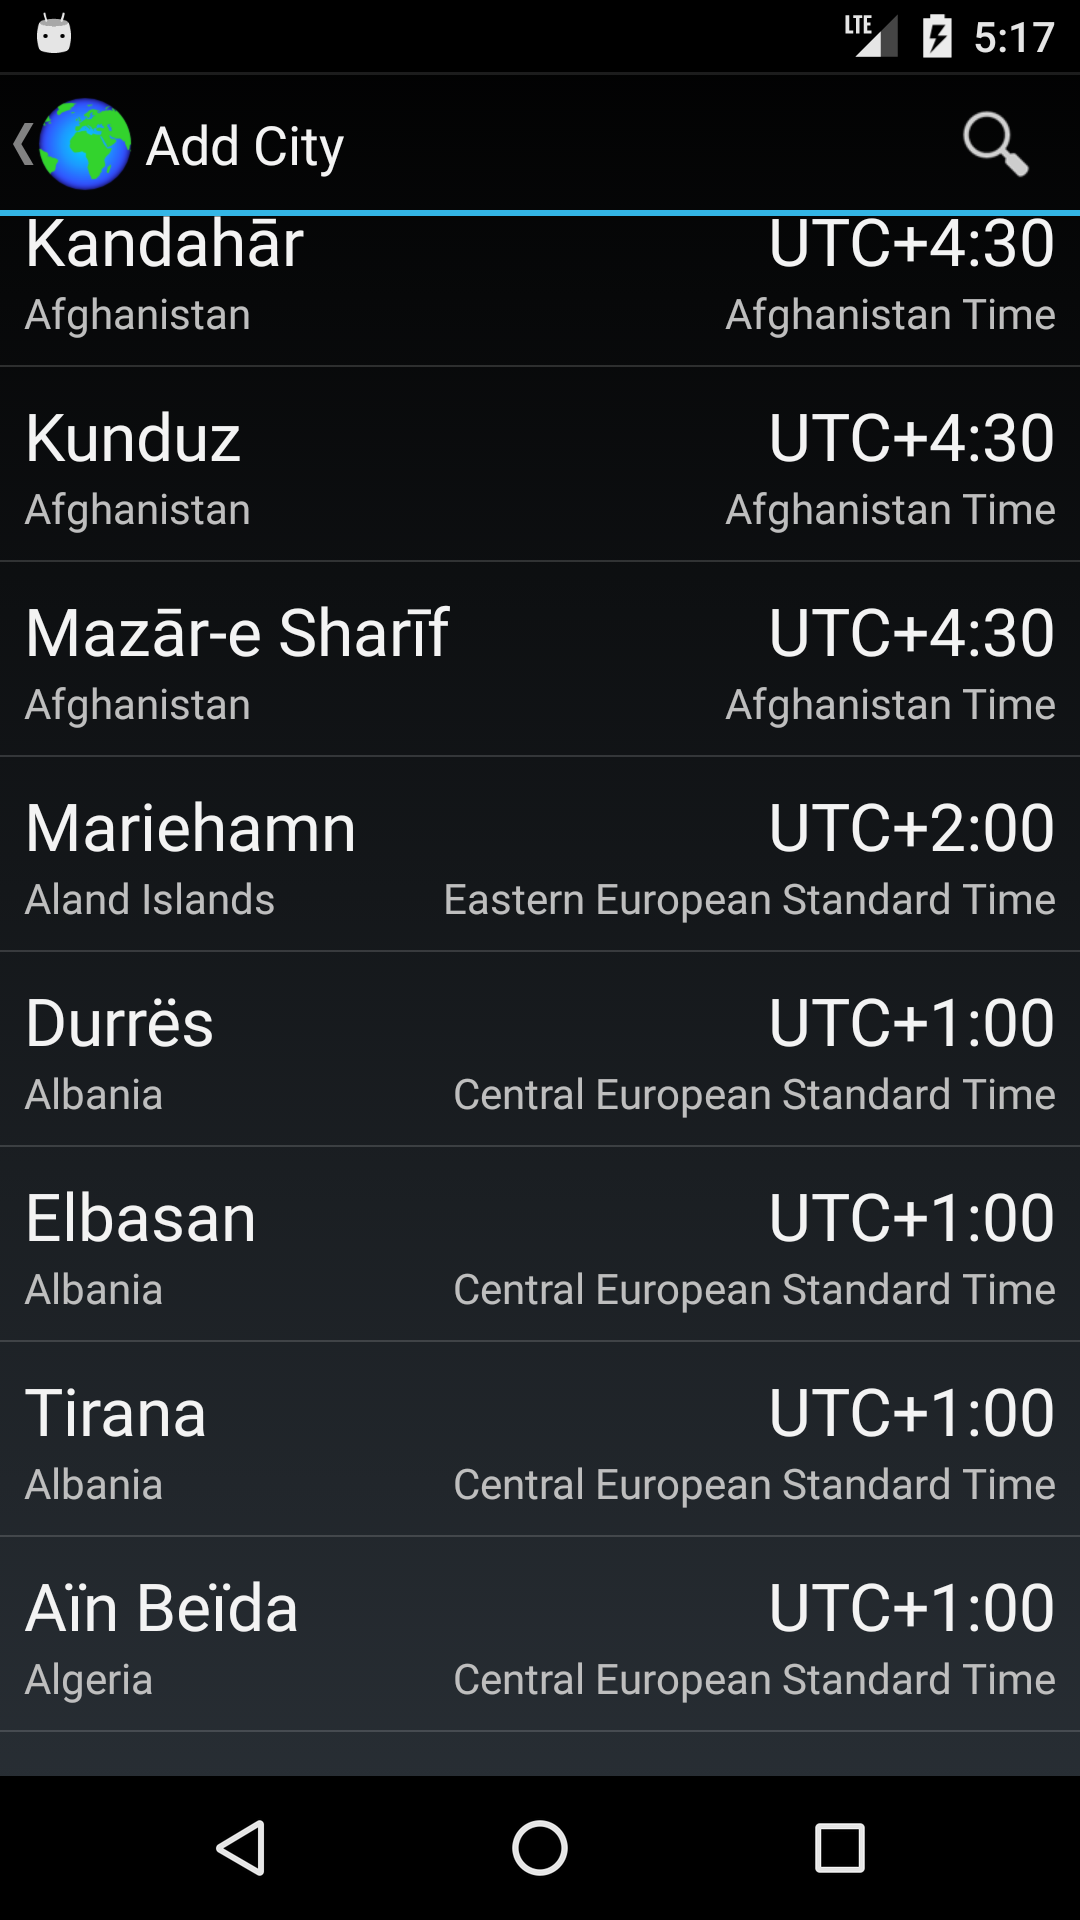 LTE 5:17
Add City
Kandahār UTC+4:30
Afghanistan Afghanistan Time
Kunduz UTC+4:30
Afghanistan Afghanistan Time
Mazār-e Sharīf UTC+4:30
Afghanistan Afghanistan Time
Mariehamn UTC+2:00
Aland Islands Eastern European Standard Time
Durrës UTC+1:00
Albania Central European Standard Time
Elbasan UTC+1:00
Albania Central European Standard Time
Tirana UTC+1:00
Albania Central European Standard Time
Aïn Beïda UTC+1:00
Algeria Central European Standard Time